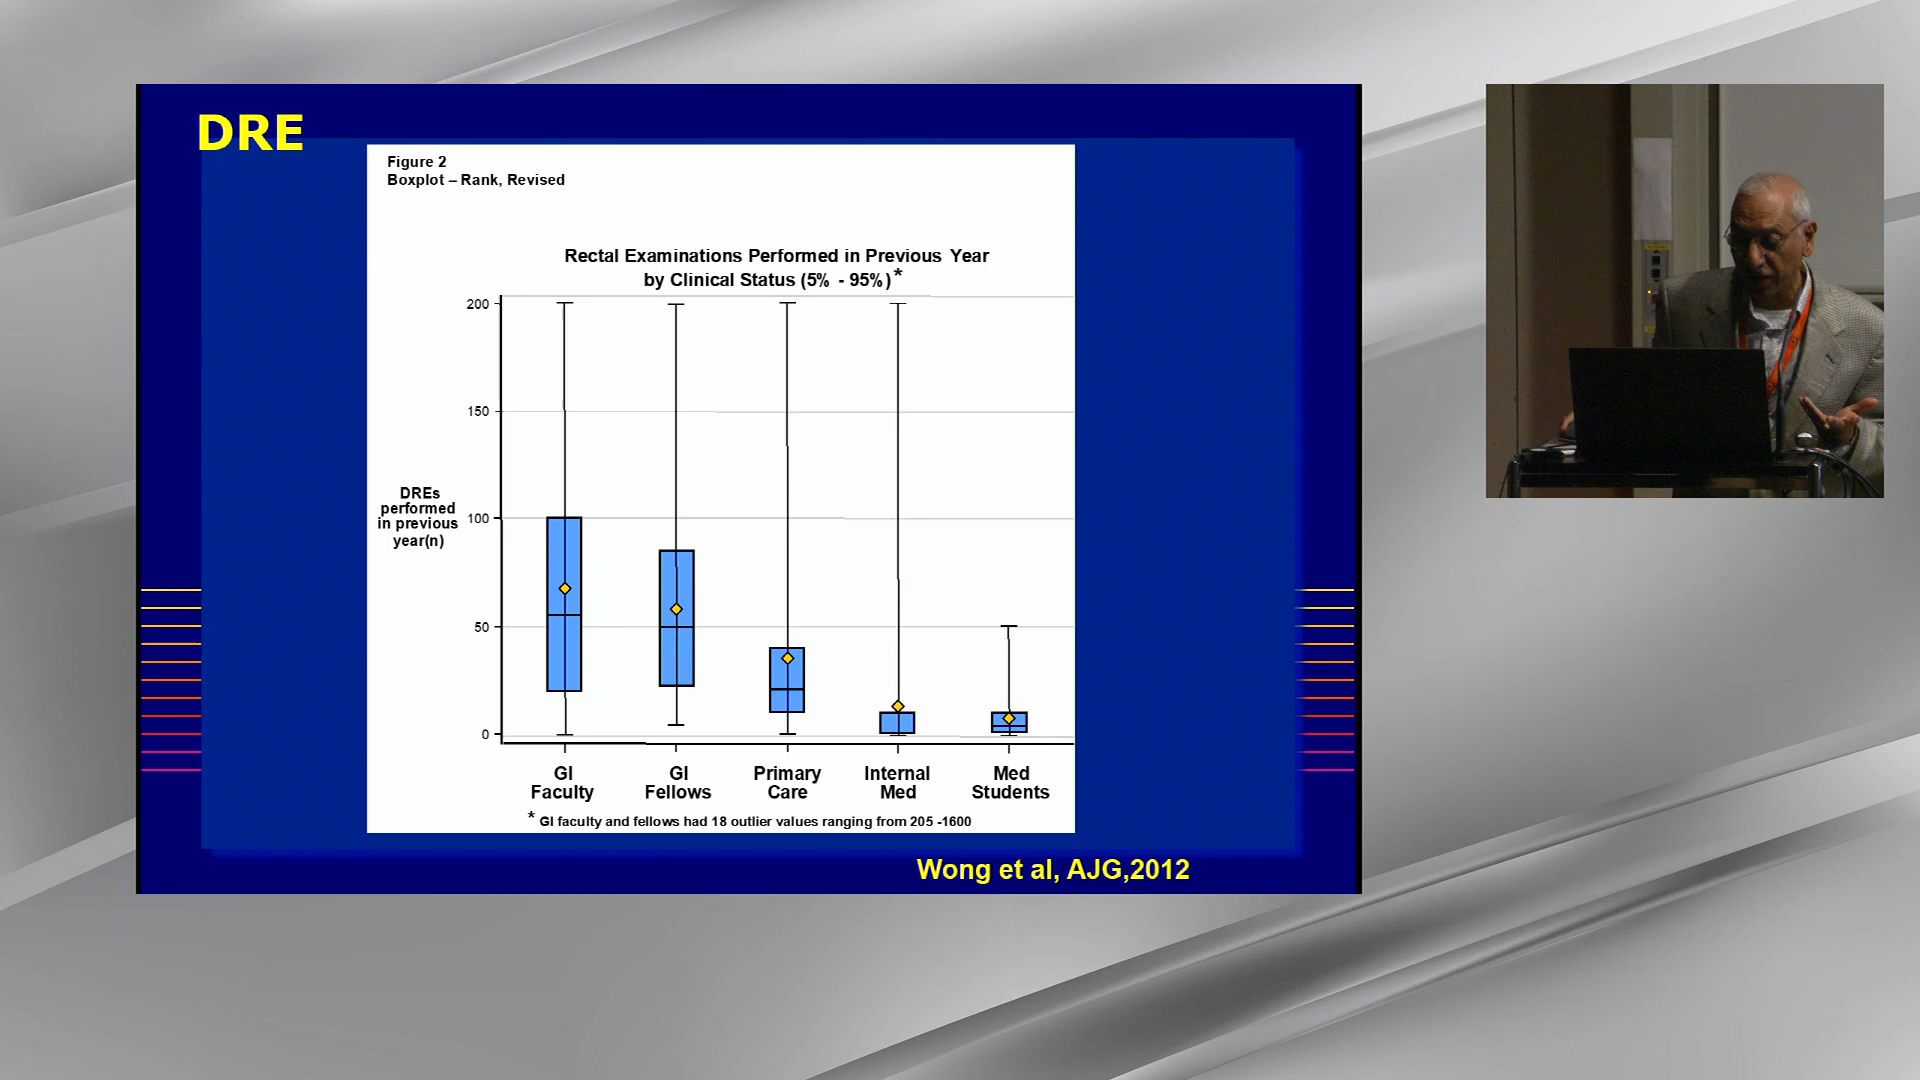 DRE
Figure 2
Boxplot – Rank, Revised
Rectal Examinations Performed in Previous Year
by Clinical Status (5% - 95%)*
200
150
DREs
performed
in previous
year(n)
100
50
0
GI
Faculty
GI
Fellows
Primary
Care
Internal
Med
Med
Students
* GI faculty and fellows had 18 outlier values ranging from 205 -1600
Wong et al, AJG,2012